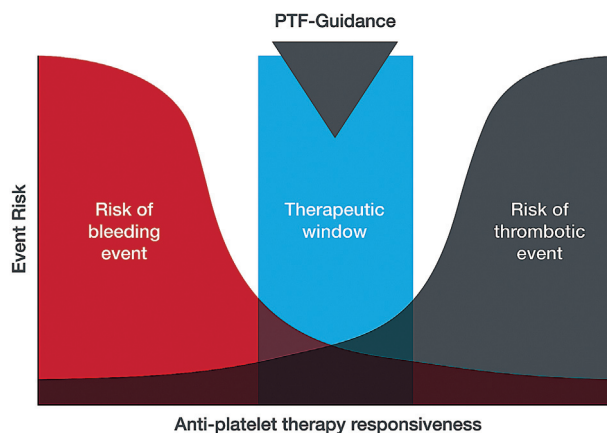 PTF-Guidance
Event Risk
Risk of
bleeding
event
Therapeutic
window
Risk of
thrombotic
event
Anti-platelet therapy responsiveness